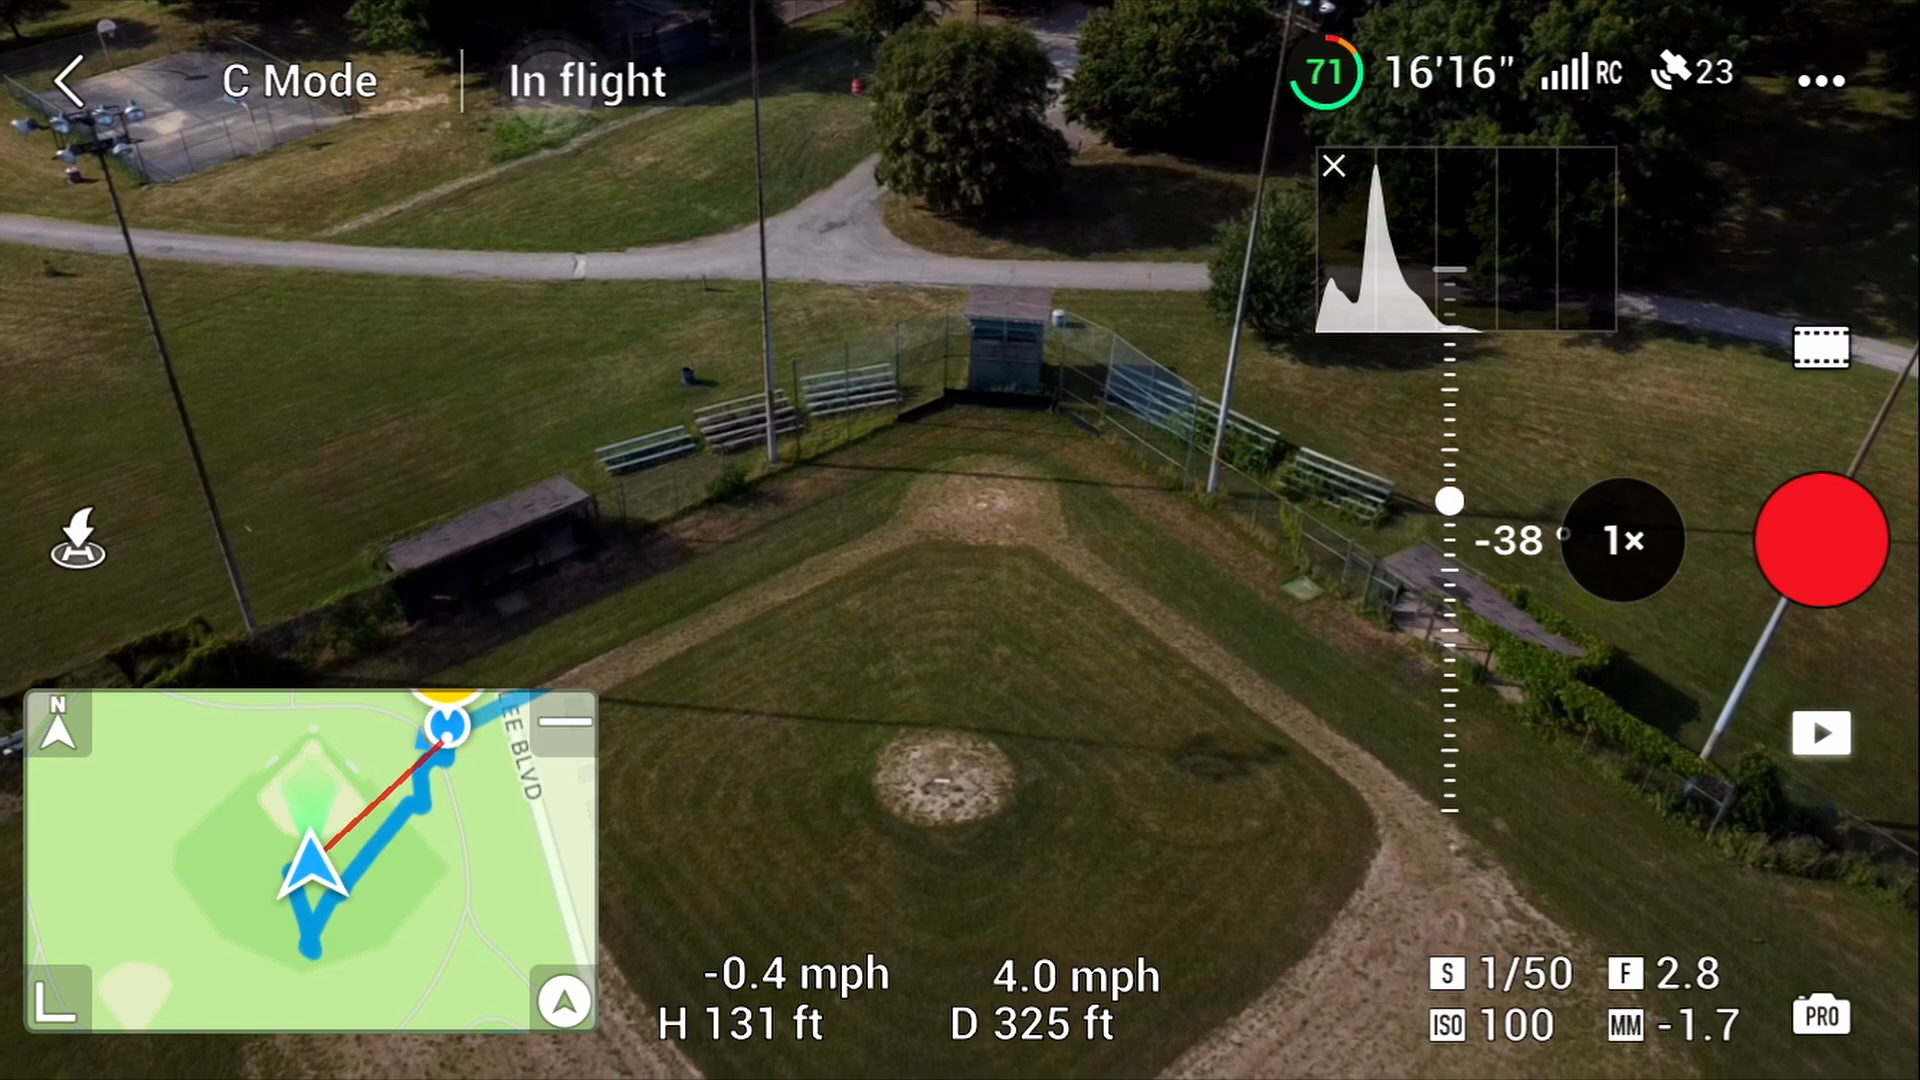 C Mode In flight 71 16'16" RC 23
-38° 1×
N
EE BLVD
-0.4 mph 4.0 mph
H 131 ft D 325 ft
S 1/50 F 2.8
ISO 100 MM -1.7
PRO